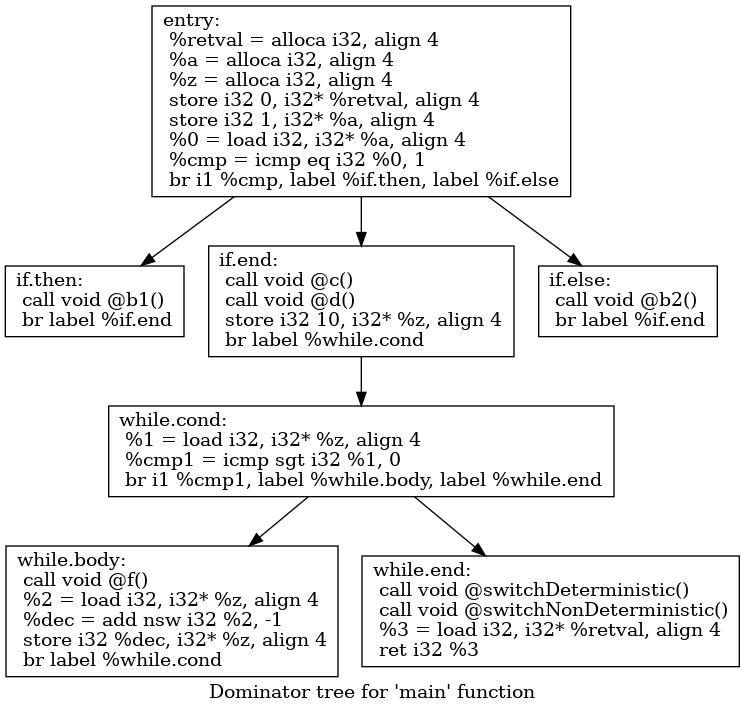 entry:
%retval = alloca i32, align 4
%a = alloca i32, align 4
%z = alloca i32, align 4
store i32 0, i32* %retval, align 4
store i32 1, i32* %a, align 4
%0 = load i32, i32* %a, align 4
%cmp = icmp eq i32 %0, 1
br i1 %cmp, label %if.then, label %if.else
if.then:
call void @b1()
br label %if.end
if.end:
call void @c()
call void @d()
store i32 10, i32* %z, align 4
br label %while.cond
if.else:
call void @b2()
br label %if.end
while.cond:
%1 = load i32, i32* %z, align 4
%cmp1 = icmp sgt i32 %1, 0
br i1 %cmp1, label %while.body, label %while.end
while.body:
call void @f()
%2 = load i32, i32* %z, align 4
%dec = add nsw i32 %2, -1
store i32 %dec, i32* %z, align 4
br label %while.cond
while.end:
call void @switchDeterministic()
call void @switchNonDeterministic()
%3 = load i32, i32* %retval, align 4
ret i32 %3
Dominator tree for 'main' function